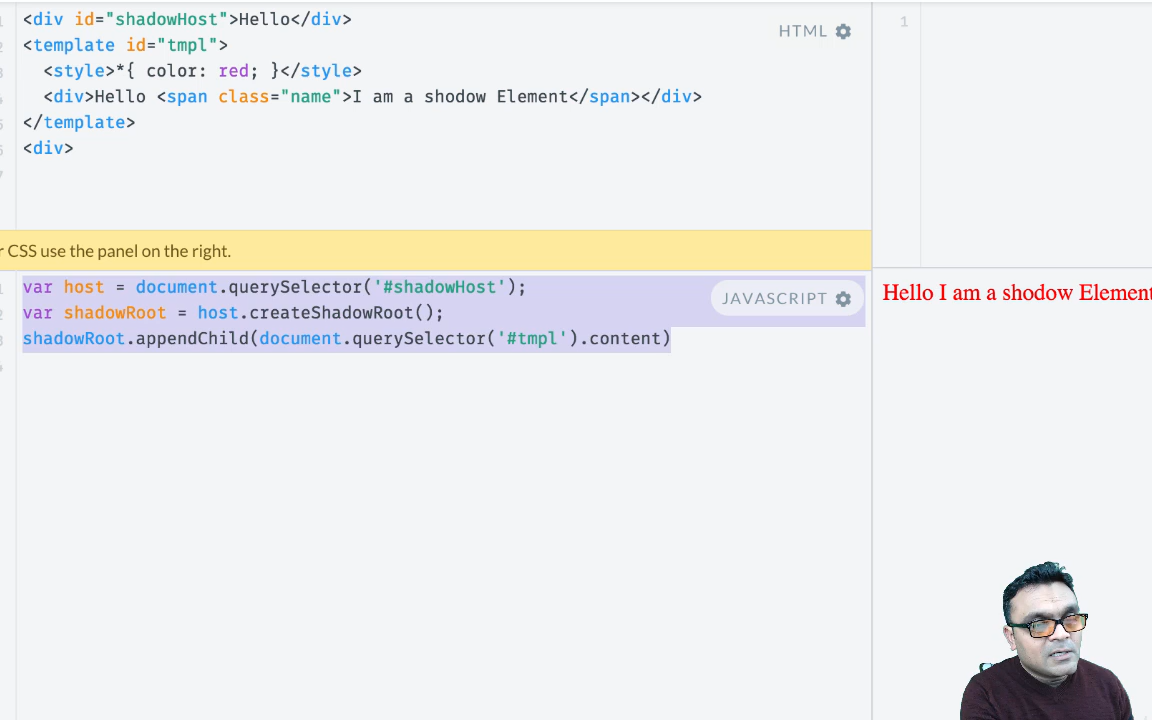 <div id="shadowHost">Hello</div>
<template id="tmpl">
<style>*{ color: red; }</style>
<div>Hello <span class="name">I am a shodow Element</span></div>
</template>
<div>
HTML
1
CSS use the panel on the right.
var host = document.querySelector('#shadowHost');
var shadowRoot = host.createShadowRoot();
shadowRoot.appendChild(document.querySelector('#tmpl').content)
JAVASCRIPT
Hello I am a shodow Element